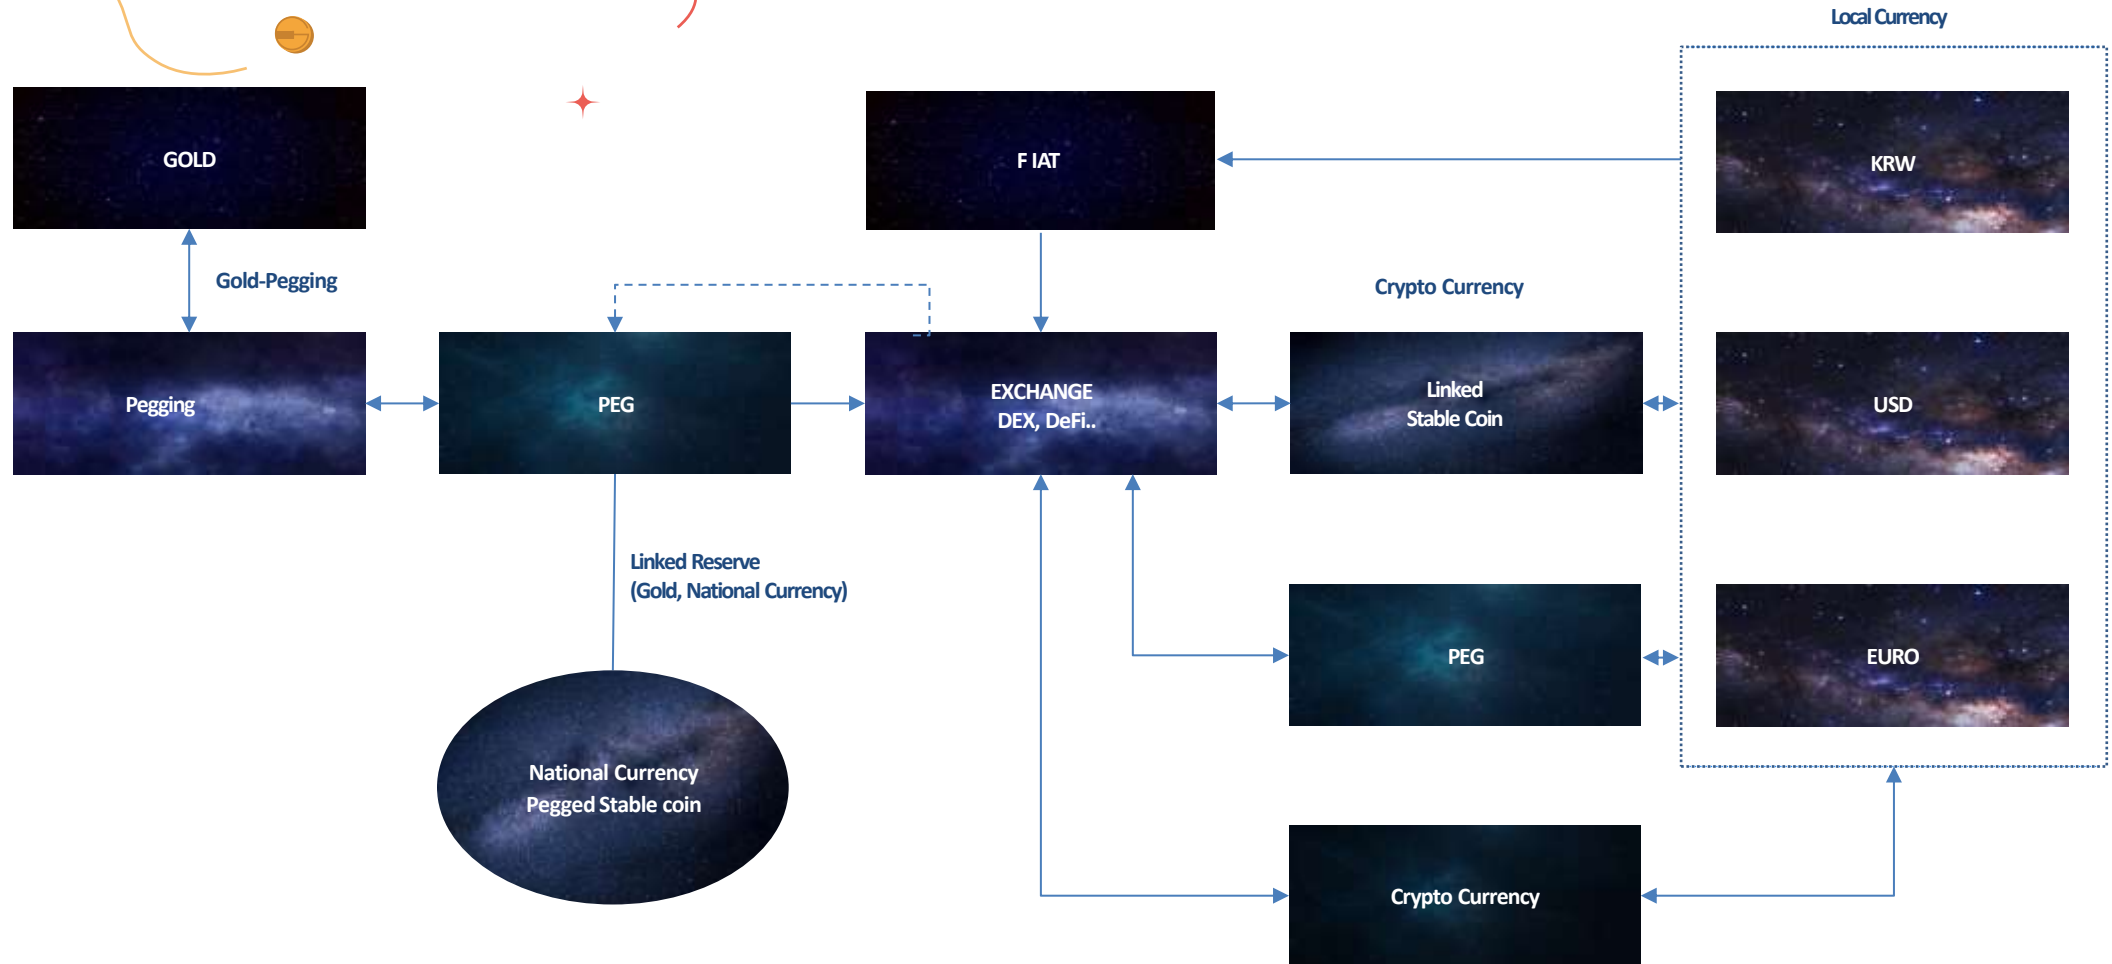 Local Currency
GOLD
F IAT
KRW
Gold-Pegging
Crypto Currency
Pegging
PEG
EXCHANGE
DEX, DeFi..
Linked
Stable Coin
USD
Linked Reserve
(Gold, National Currency)
PEG
EURO
National Currency
Pegged Stable coin
Crypto Currency